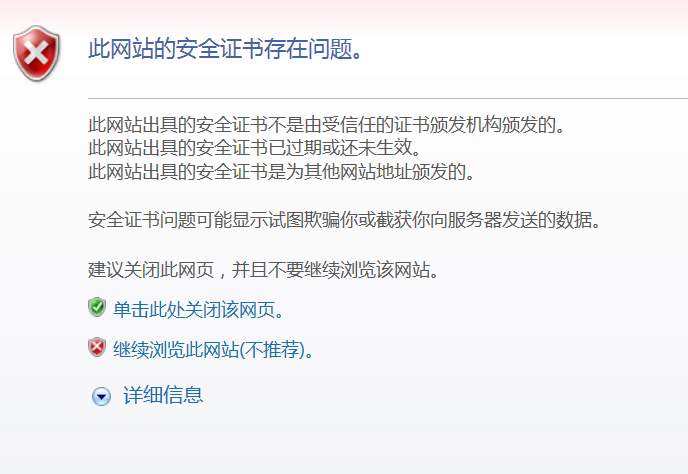 此网站的安全证书存在问题。
此网站出具的安全证书不是由受信任的证书颁发机构颁发的。
此网站出具的安全证书已过期或还未生效。
此网站出具的安全证书是为其他网站地址颁发的。
安全证书问题可能显示试图欺骗你或截获你向服务器发送的数据。
建议关闭此网页，并且不要继续浏览该网站。
单击此处关闭该网页。
继续浏览此网站(不推荐)。
详细信息